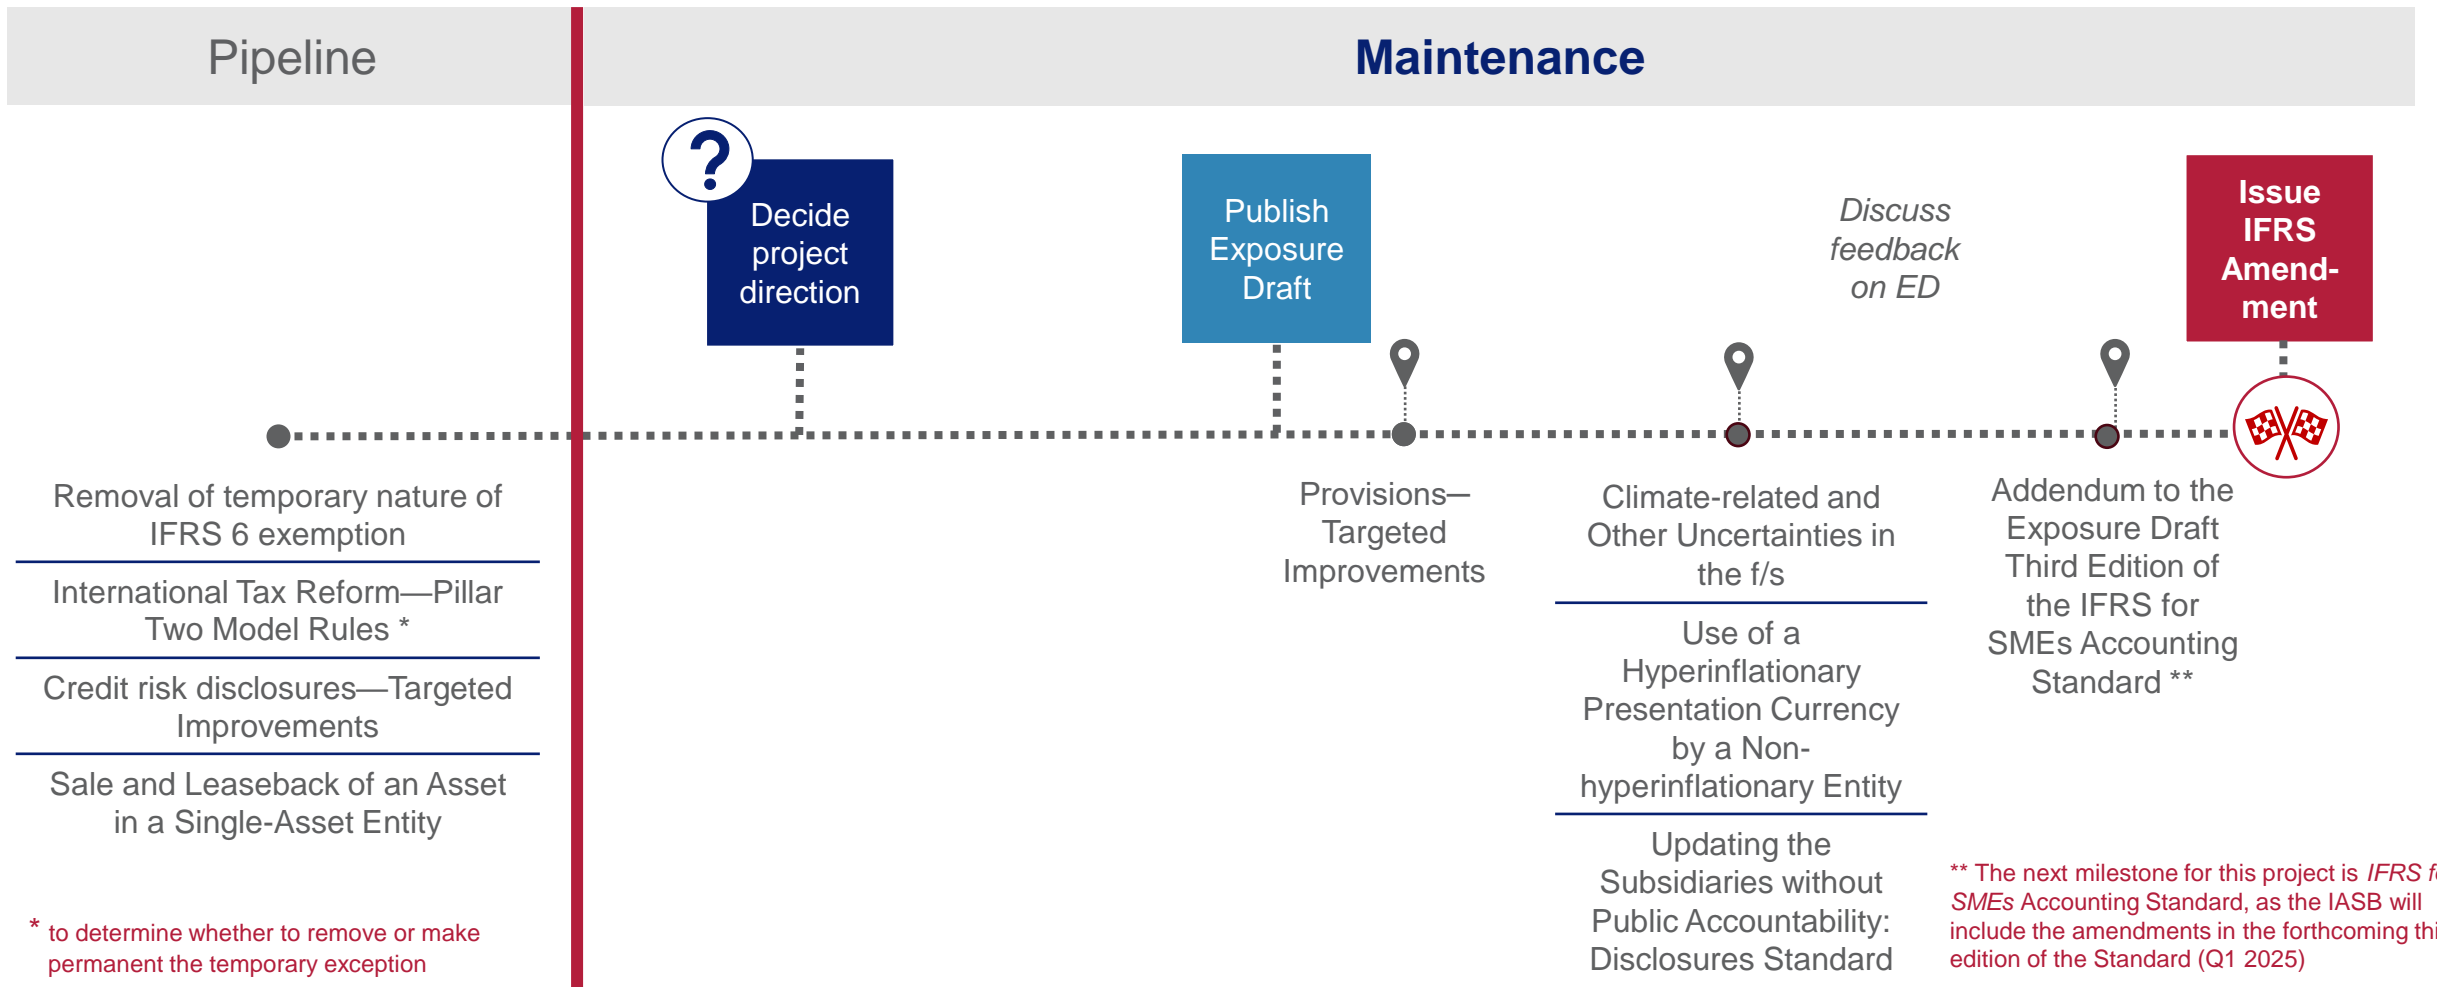 Pipeline
Maintenance
?
Decide
project
direction
Publish
Exposure
Draft
Discuss
feedback
on ED
Issue
IFRS
Amend-
ment
Removal of temporary nature of
IFRS 6 exemption
International Tax Reform—Pillar
Two Model Rules *
Credit risk disclosures—Targeted
Improvements
Sale and Leaseback of an Asset
in a Single-Asset Entity
* to determine whether to remove or make
permanent the temporary exception
Provisions—
Targeted
Improvements
Climate-related and
Other Uncertainties in
the f/s
Use of a
Hyperinflationary
Presentation Currency
by a Non-
hyperinflationary Entity
Updating the
Subsidiaries without
Public Accountability:
Disclosures Standard
Addendum to the
Exposure Draft
Third Edition of
the IFRS for
SMEs Accounting
Standard **
** The next milestone for this project is IFRS
SMEs Accounting Standard, as the IASB will
include the amendments in the forthcoming
edition of the Standard (Q1 2025)